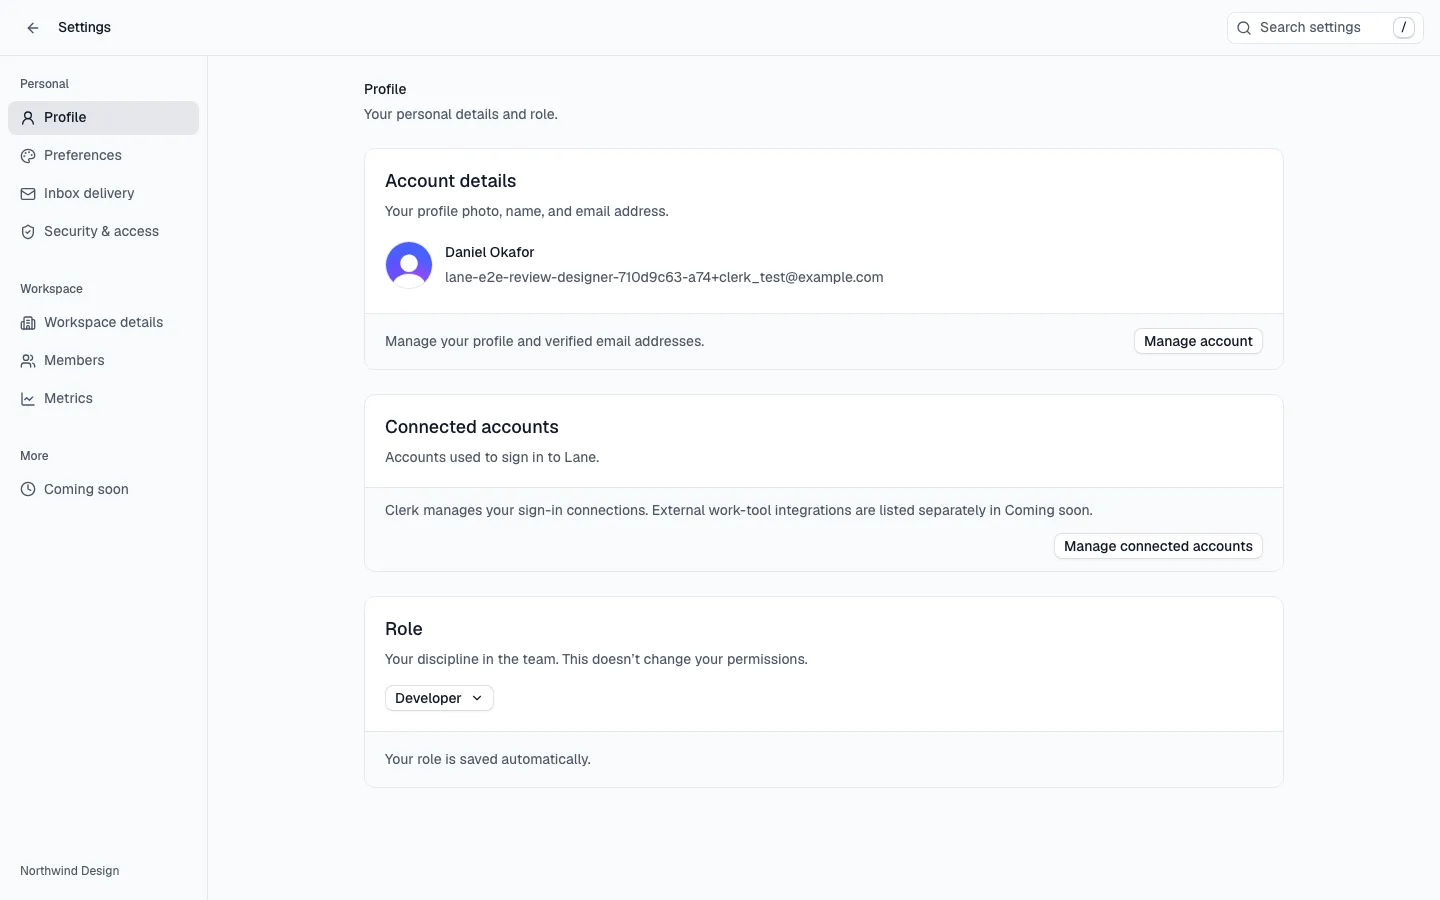 Settings
Search settings
/
Personal
Profile
Preferences
Inbox delivery
Security & access
Workspace
Workspace details
Members
Metrics
More
Coming soon
Northwind Design
Profile
Your personal details and role.
Account details
Your profile photo, name, and email address.
Daniel Okafor
lane-e2e-review-designer-710d9c63-a74+clerk_test@example.com
Manage your profile and verified email addresses.
Manage account
Connected accounts
Accounts used to sign in to Lane.
Clerk manages your sign-in connections. External work-tool integrations are listed separately in Coming soon.
Manage connected accounts
Role
Your discipline in the team. This doesn’t change your permissions.
Developer
Your role is saved automatically.